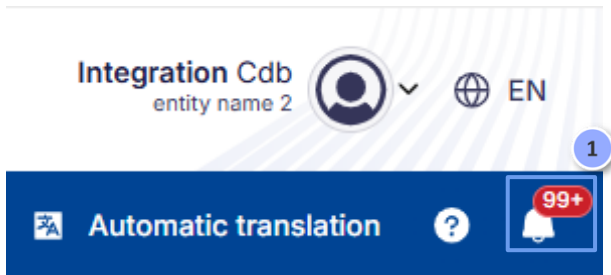 Integration Cdb
entity name 2
EN
1
Automatic translation
?
99+